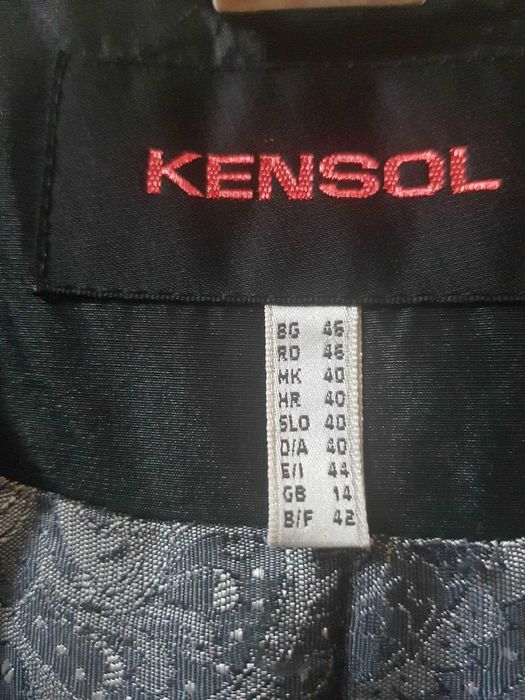 KENSOL
BG 46
RO 46
MK 40
HR 40
SLO 40
D/A 40
E/I 44
GB 14
B/F 42